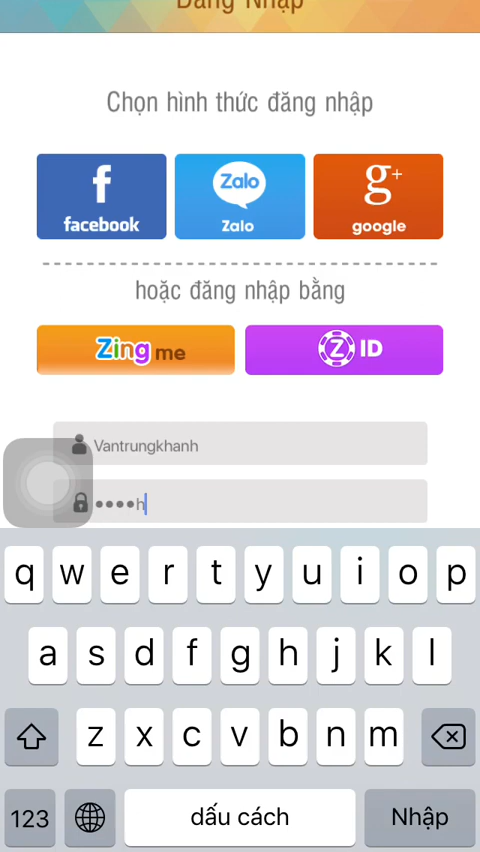 Đăng Nhập
Chọn hình thức đăng nhập
f
facebook
Zalo
Zalo
g+
google
hoặc đăng nhập bằng
Zing me
Z ID
Vantrungkhanh
••••h
q w e r t y u i o p
a s d f g h j k l
z x c v b n m
123
dấu cách
Nhập